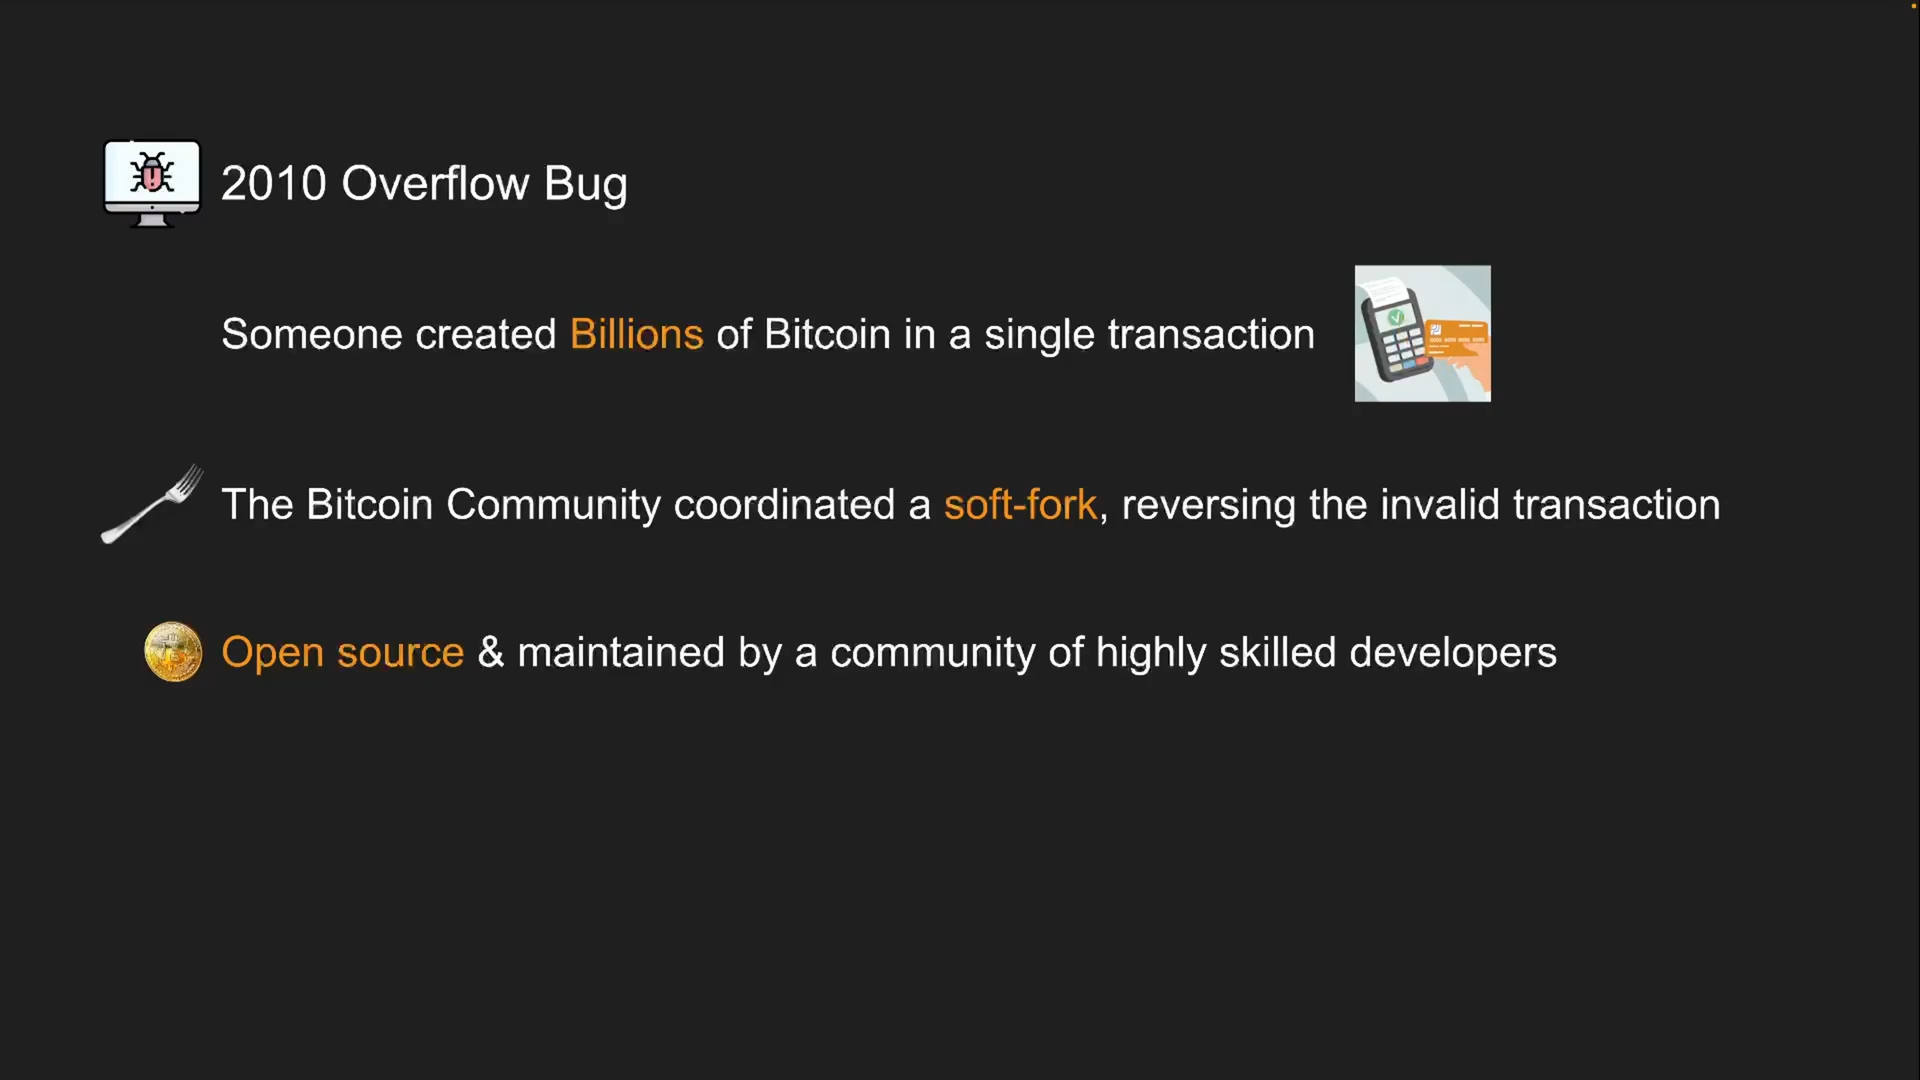 2010 Overflow Bug
Someone created Billions of Bitcoin in a single transaction
The Bitcoin Community coordinated a soft-fork, reversing the invalid transaction
Open source & maintained by a community of highly skilled developers